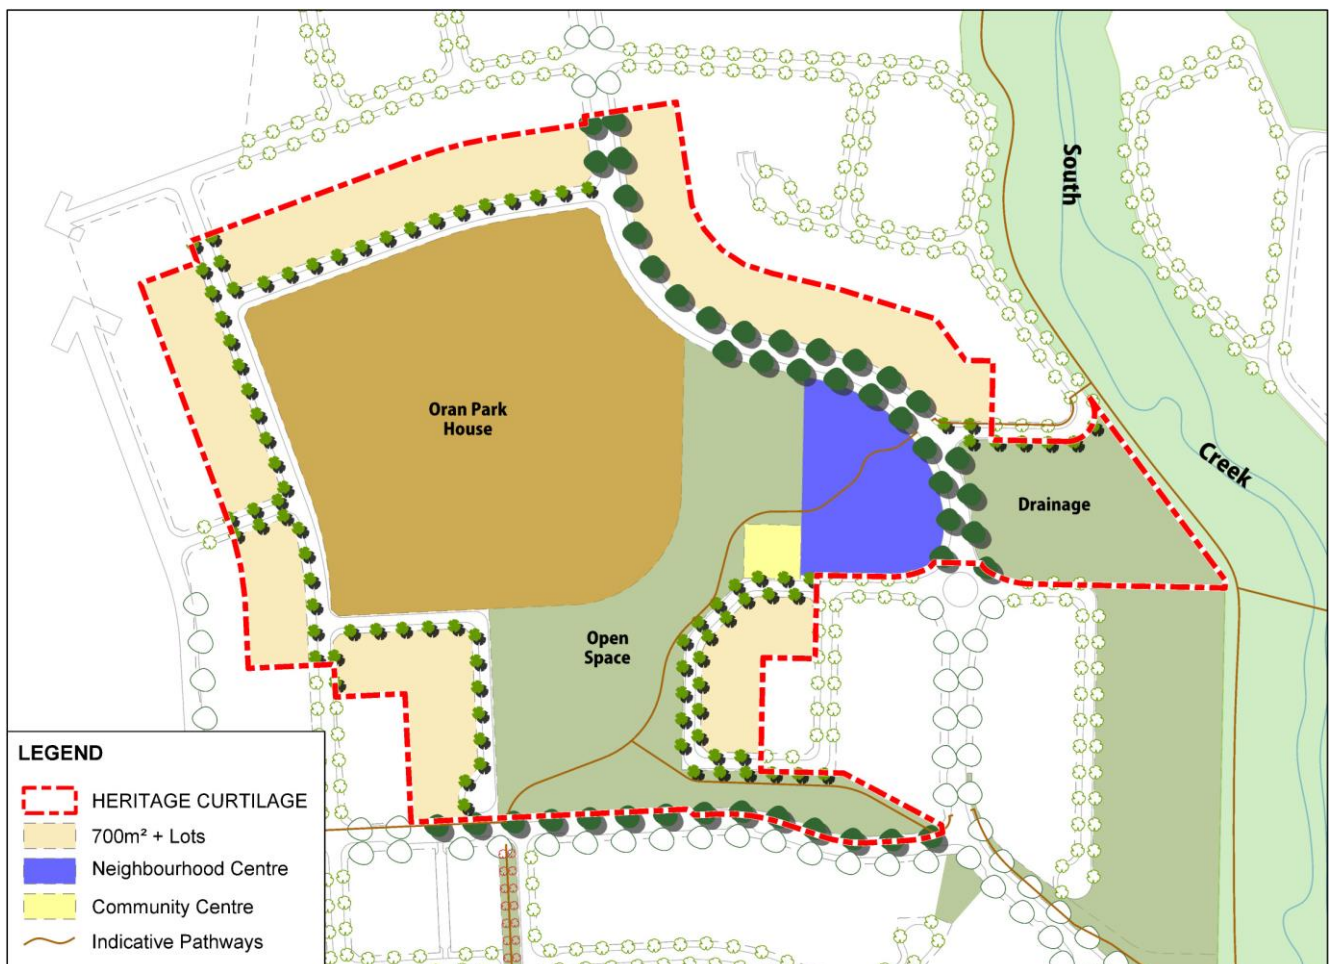 South
Creek
Oran Park
House
Drainage
Open
Space
LEGEND
HERITAGE CURTILAGE
700m² + Lots
Neighbourhood Centre
Community Centre
Indicative Pathways